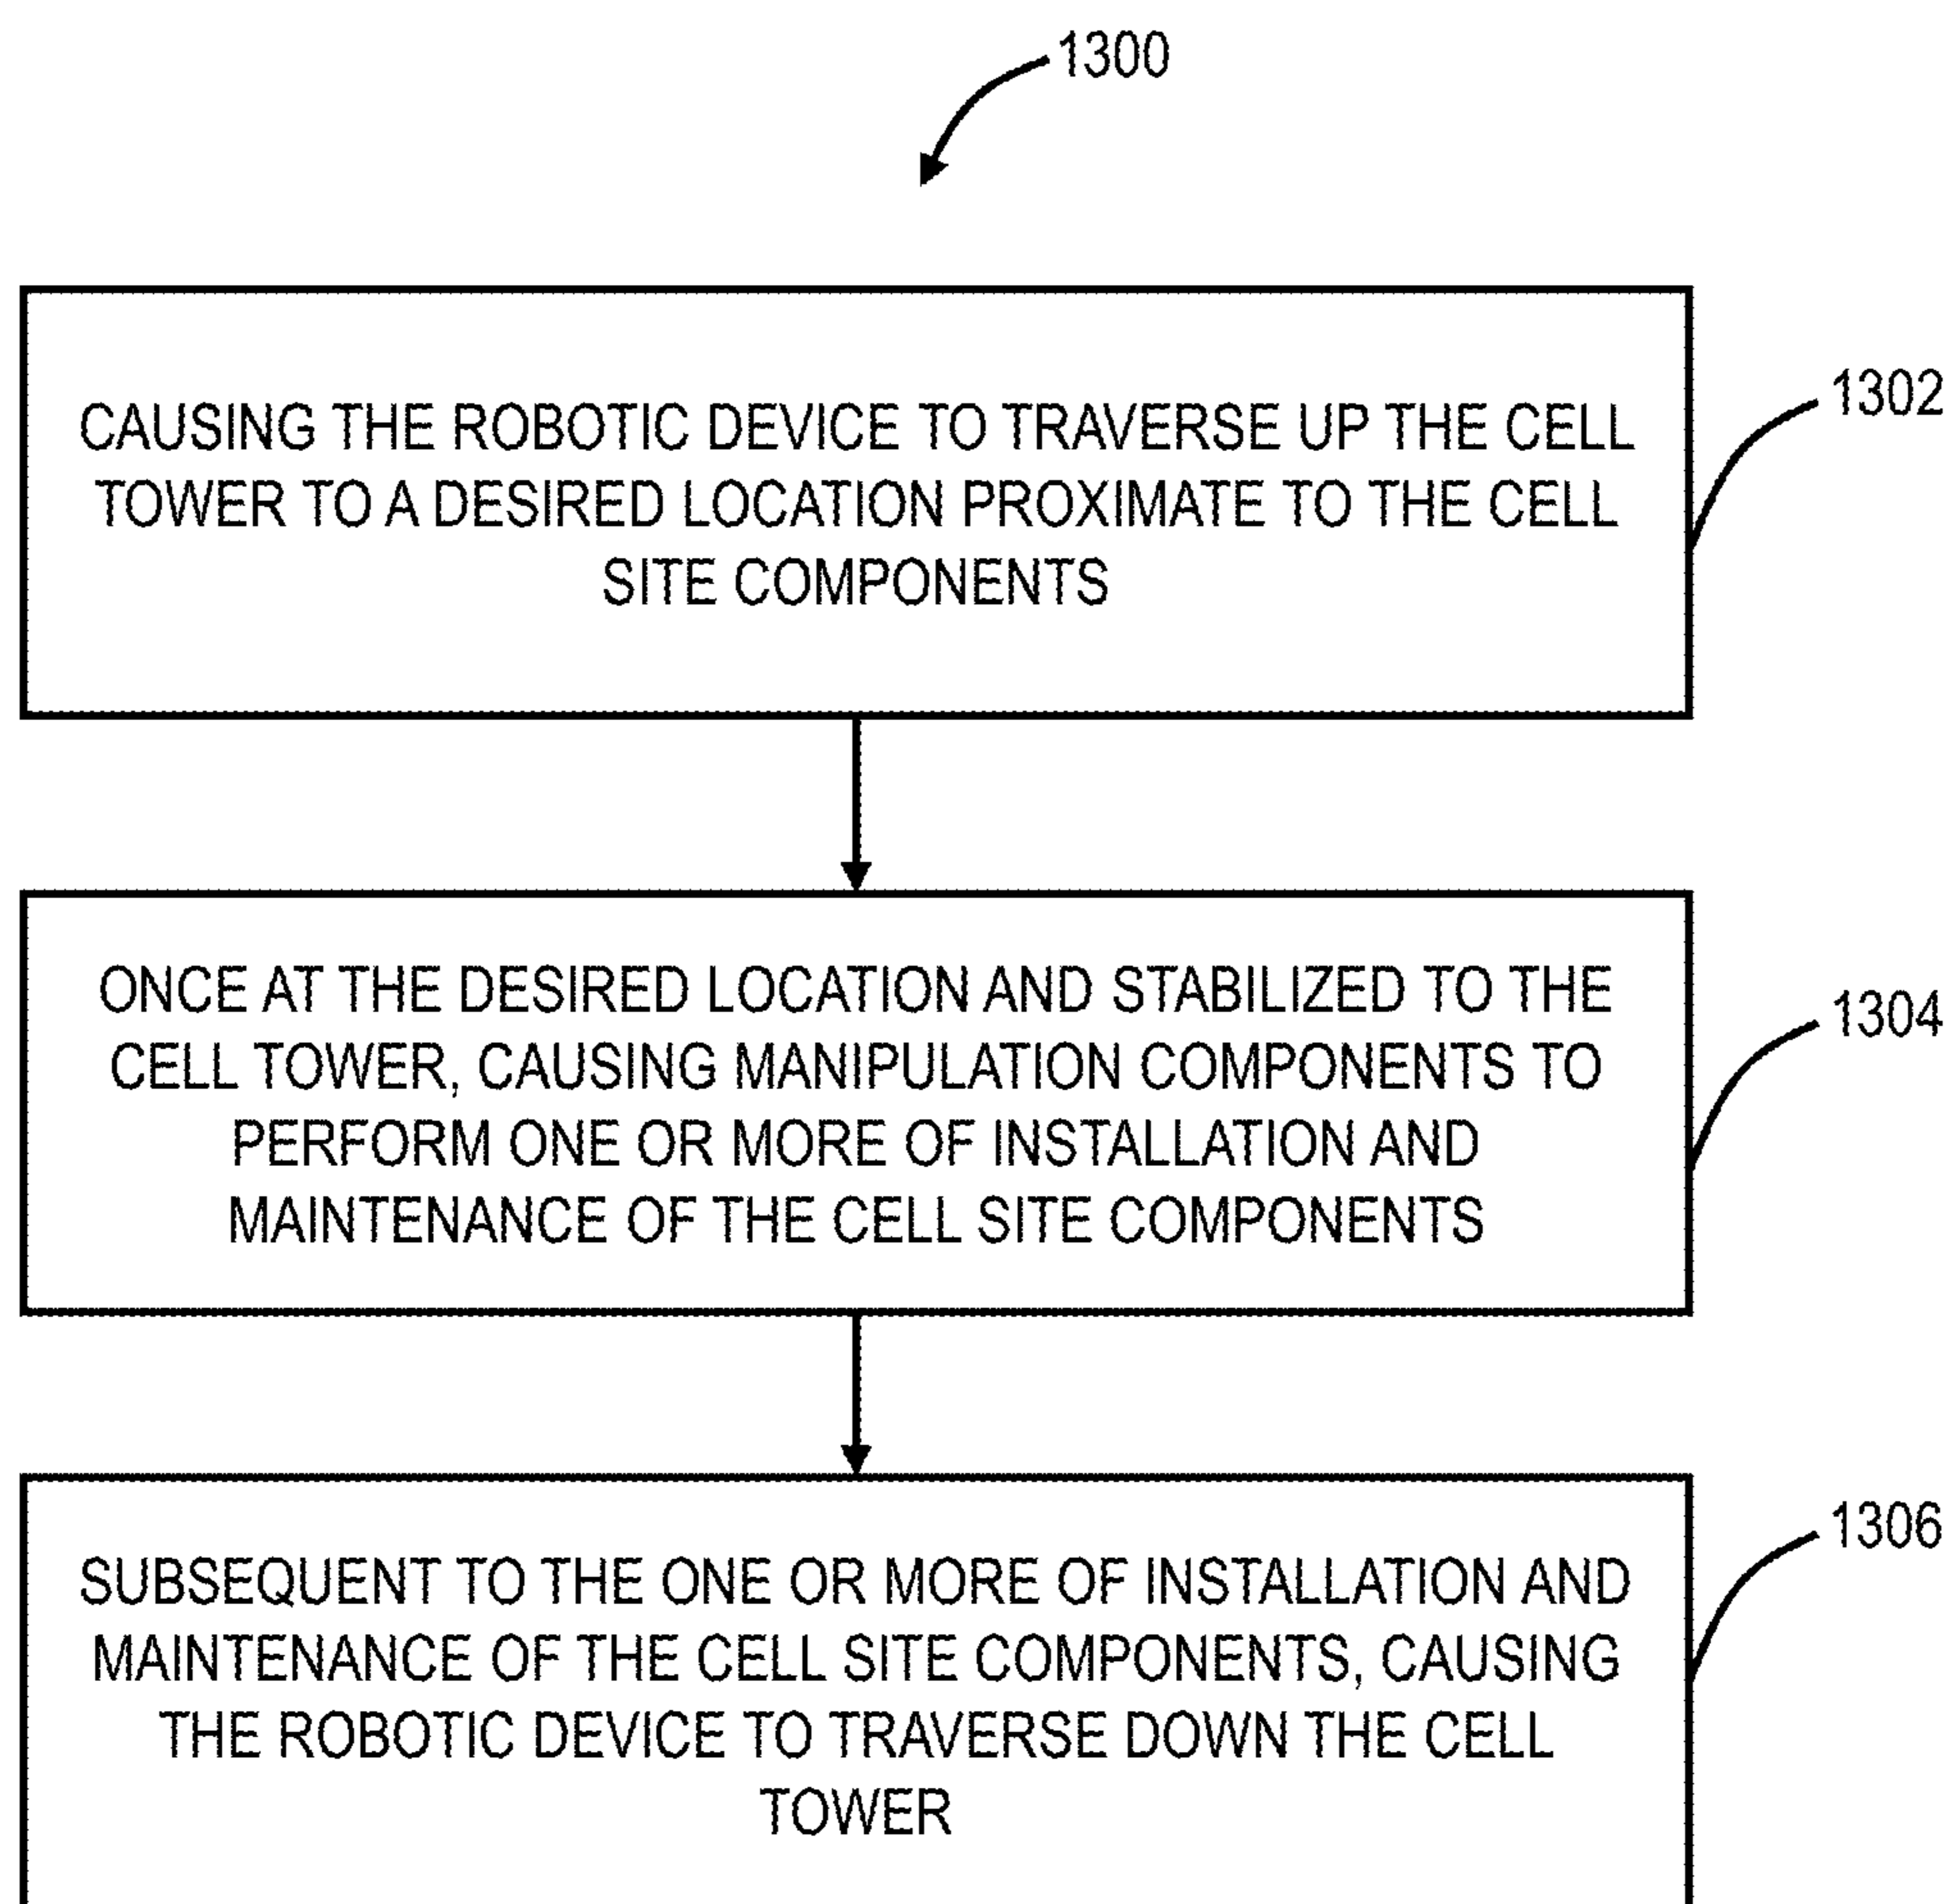 1300
CAUSING THE ROBOTIC DEVICE TO TRAVERSE UP THE CELL
TOWER TO A DESIRED LOCATION PROXIMATE TO THE CELL
SITE COMPONENTS
1302
ONCE AT THE DESIRED LOCATION AND STABILIZED TO THE
CELL TOWER, CAUSING MANIPULATION COMPONENTS TO
PERFORM ONE OR MORE OF INSTALLATION AND
MAINTENANCE OF THE CELL SITE COMPONENTS
1304
SUBSEQUENT TO THE ONE OR MORE OF INSTALLATION AND
MAINTENANCE OF THE CELL SITE COMPONENTS, CAUSING
THE ROBOTIC DEVICE TO TRAVERSE DOWN THE CELL
TOWER
1306